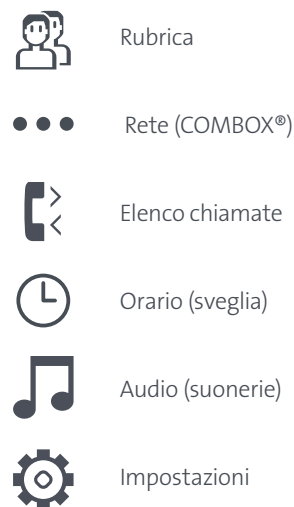 Rubrica
Rete (COMBOX®)
Elenco chiamate
Orario (sveglia)
Audio (suonerie)
Impostazioni